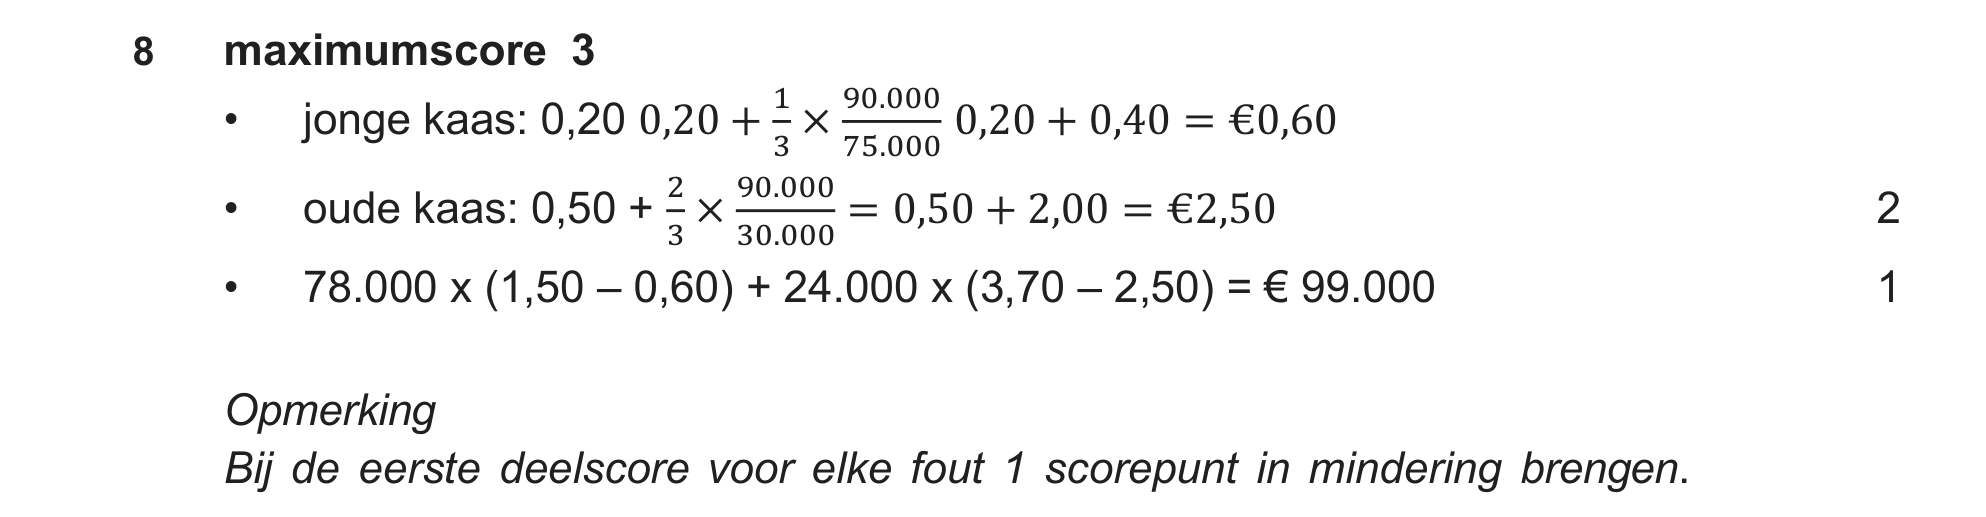 8 maximumscore 3
• jonge kaas: 0,20 0,20 + 1/3 × 90.000/75.000 0,20 + 0,40 = €0,60
• oude kaas: 0,50 + 2/3 × 90.000/30.000 = 0,50 + 2,00 = €2,50 2
• 78.000 x (1,50 – 0,60) + 24.000 x (3,70 – 2,50) = € 99.000 1
Opmerking
Bij de eerste deelscore voor elke fout 1 scorepunt in mindering brengen.